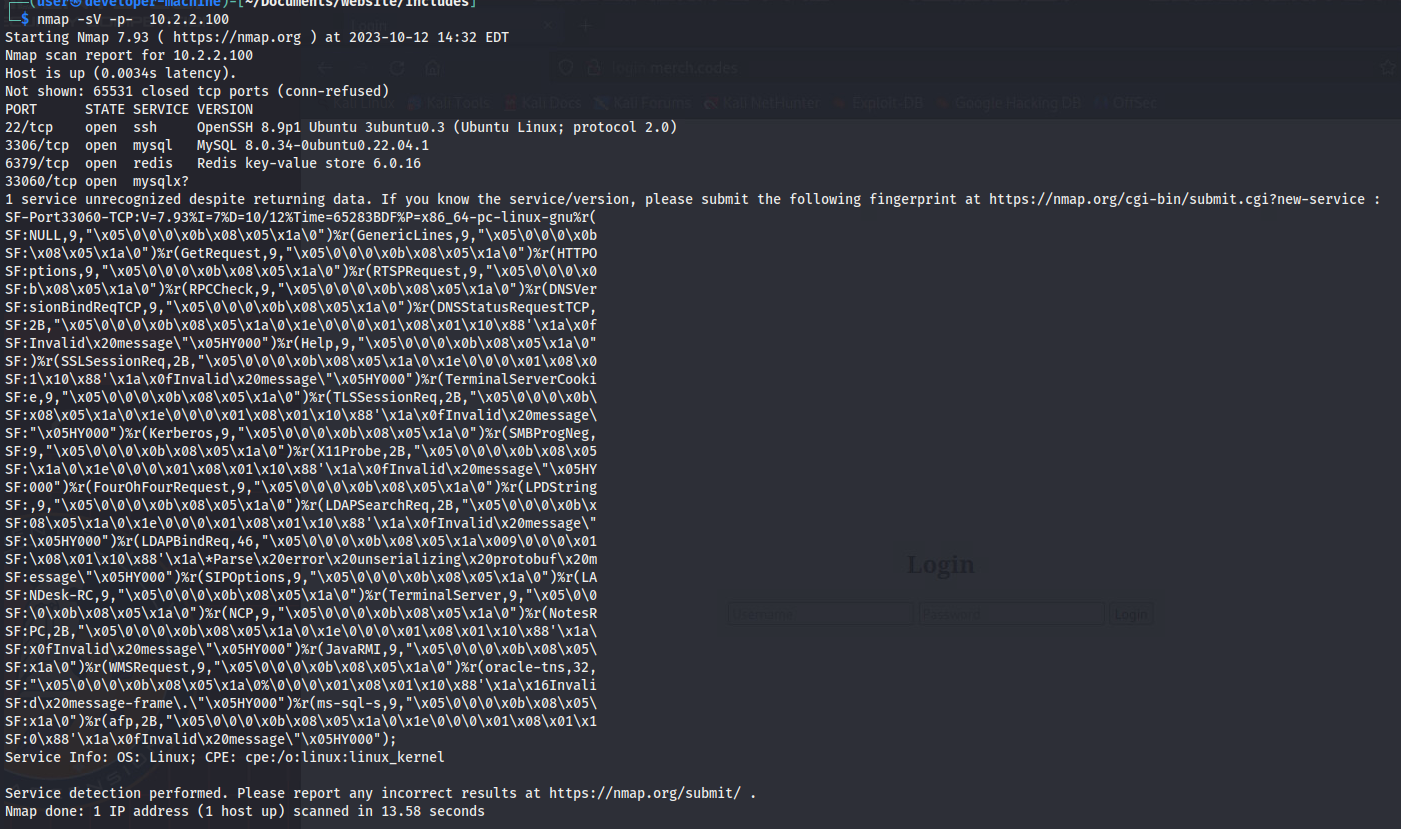 ┌──(user㉿developer-machine)-[~/Documents/website/includes]
└─$ nmap -sV -p-  10.2.2.100
Starting Nmap 7.93 ( https://nmap.org ) at 2023-10-12 14:32 EDT
Nmap scan report for 10.2.2.100
Host is up (0.0034s latency).
Not shown: 65531 closed tcp ports (conn-refused)
PORT      STATE SERVICE VERSION
22/tcp    open  ssh     OpenSSH 8.9p1 Ubuntu 3ubuntu0.3 (Ubuntu Linux; protocol 2.0)
3306/tcp  open  mysql   MySQL 8.0.34-0ubuntu0.22.04.1
6379/tcp  open  redis   Redis key-value store 6.0.16
33060/tcp open  mysqlx?
1 service unrecognized despite returning data. If you know the service/version, please submit the following fingerprint at https://nmap.org/cgi-bin/submit.cgi?new-service :
SF-Port33060-TCP:V=7.93%I=7%D=10/12%Time=65283BDF%P=x86_64-pc-linux-gnu%r(
SF:NULL,9,"\x05\0\0\0\x0b\x08\x05\x1a\0")%r(GenericLines,9,"\x05\0\0\0\x0b
SF:\x08\x05\x1a\0")%r(GetRequest,9,"\x05\0\0\0\x0b\x08\x05\x1a\0")%r(HTTPO
SF:ptions,9,"\x05\0\0\0\x0b\x08\x05\x1a\0")%r(RTSPRequest,9,"\x05\0\0\0\x0
SF:b\x08\x05\x1a\0")%r(RPCCheck,9,"\x05\0\0\0\x0b\x08\x05\x1a\0")%r(DNSVer
SF:sionBindReqTCP,9,"\x05\0\0\0\x0b\x08\x05\x1a\0")%r(DNSStatusRequestTCP,
SF:2B,"\x05\0\0\0\x0b\x08\x05\x1a\0\x1e\0\0\0\x01\x08\x01\x10\x88'\x1a\x0f
SF:Invalid\x20message\"\x05HY000")%r(Help,9,"\x05\0\0\0\x0b\x08\x05\x1a\0"
SF:)%r(SSLSessionReq,2B,"\x05\0\0\0\x0b\x08\x05\x1a\0\x1e\0\0\0\x01\x08\x0
SF:1\x10\x88'\x1a\x0fInvalid\x20message\"\x05HY000")%r(TerminalServerCooki
SF:e,9,"\x05\0\0\0\x0b\x08\x05\x1a\0")%r(TLSSessionReq,2B,"\x05\0\0\0\x0b\
SF:x08\x05\x1a\0\x1e\0\0\0\x01\x08\x01\x10\x88'\x1a\x0fInvalid\x20message\
SF:"\x05HY000")%r(Kerberos,9,"\x05\0\0\0\x0b\x08\x05\x1a\0")%r(SMBProgNeg,
SF:9,"\x05\0\0\0\x0b\x08\x05\x1a\0")%r(X11Probe,2B,"\x05\0\0\0\x0b\x08\x05
SF:\x1a\0\x1e\0\0\0\x01\x08\x01\x10\x88'\x1a\x0fInvalid\x20message\"\x05HY
SF:000")%r(FourOhFourRequest,9,"\x05\0\0\0\x0b\x08\x05\x1a\0")%r(LPDString
SF:,9,"\x05\0\0\0\x0b\x08\x05\x1a\0")%r(LDAPSearchReq,2B,"\x05\0\0\0\x0b\x
SF:08\x05\x1a\0\x1e\0\0\0\x01\x08\x01\x10\x88'\x1a\x0fInvalid\x20message\"
SF:\x05HY000")%r(LDAPBindReq,46,"\x05\0\0\0\x0b\x08\x05\x1a\x009\0\0\0\x01
SF:\x08\x01\x10\x88'\x1a\*Parse\x20error\x20unserializing\x20protobuf\x20m
SF:essage\"\x05HY000")%r(SIPOptions,9,"\x05\0\0\0\x0b\x08\x05\x1a\0")%r(LA
SF:NDesk-RC,9,"\x05\0\0\0\x0b\x08\x05\x1a\0")%r(TerminalServer,9,"\x05\0\0
SF:\0\x0b\x08\x05\x1a\0")%r(NCP,9,"\x05\0\0\0\x0b\x08\x05\x1a\0")%r(NotesR
SF:PC,2B,"\x05\0\0\0\x0b\x08\x05\x1a\0\x1e\0\0\0\x01\x08\x01\x10\x88'\x1a\
SF:x0fInvalid\x20message\"\x05HY000")%r(JavaRMI,9,"\x05\0\0\0\x0b\x08\x05\
SF:x1a\0")%r(WMSRequest,9,"\x05\0\0\0\x0b\x08\x05\x1a\0")%r(oracle-tns,32,
SF:"\x05\0\0\0\x0b\x08\x05\x1a\0%\0\0\0\x01\x08\x01\x10\x88'\x1a\x16Invali
SF:d\x20message-frame\.\"\x05HY000")%r(ms-sql-s,9,"\x05\0\0\0\x0b\x08\x05\
SF:x1a\0")%r(afp,2B,"\x05\0\0\0\x0b\x08\x05\x1a\0\x1e\0\0\0\x01\x08\x01\x1
SF:0\x88'\x1a\x0fInvalid\x20message\"\x05HY000");
Service Info: OS: Linux; CPE: cpe:/o:linux:linux_kernel
Service detection performed. Please report any incorrect results at https://nmap.org/submit/ .
Nmap done: 1 IP address (1 host up) scanned in 13.58 seconds
Login
login.merch.codes
Kali Linux Kali Tools Kali Docs Kali Forums Kali NetHunter Exploit-DB Google Hacking DB OffSec
Login
Username Password Login